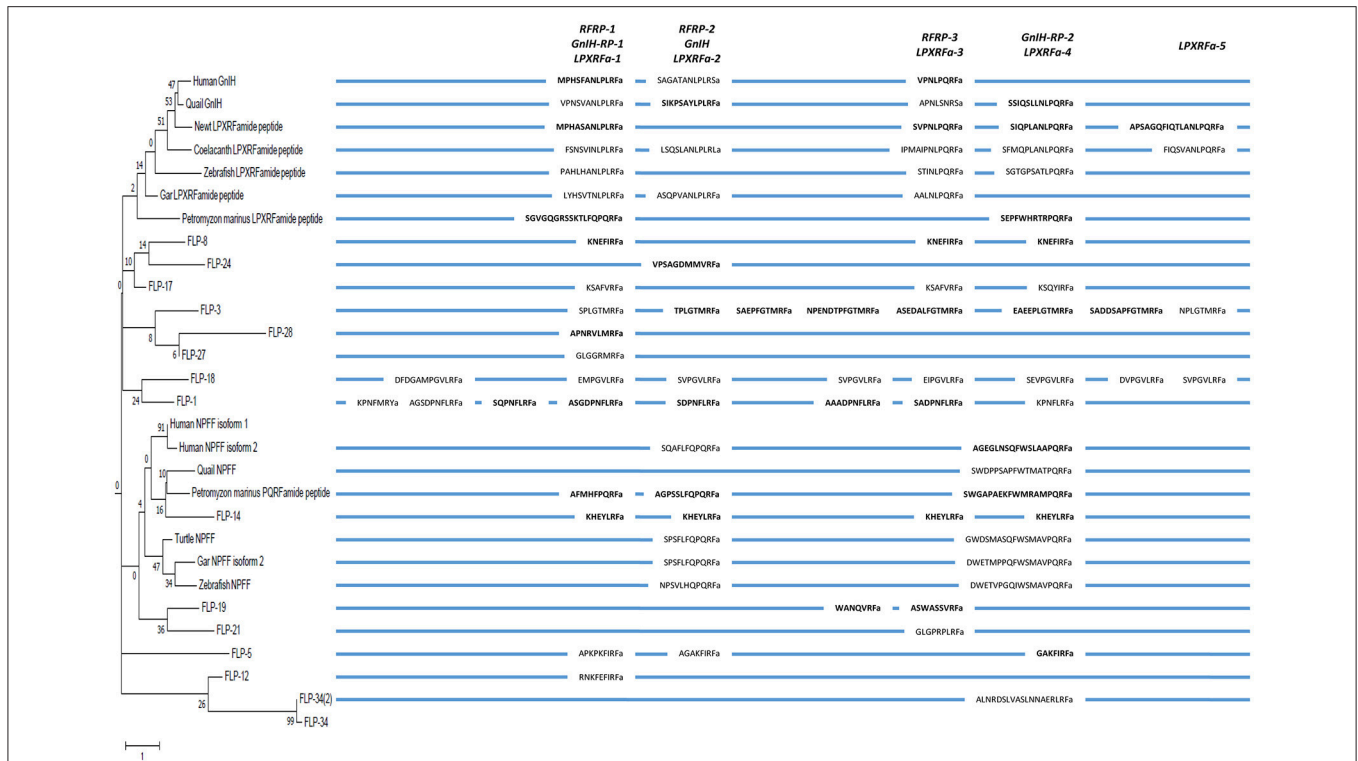 RFRP-1 RFRP-2
GnIH-RP-1 GnIH RFRP-3 GnIH-RP-2
LPXRFa-1 LPXRFa-2 LPXRFa-3 LPXRFa-4 LPXRFa-5
47 Human GnIH MPHSFANLPLRFa SAGATANLPLRSa VPNLPQRFa
53 Quail GnIH VPNSVANLPLRFa SIKPSAYLPLRFa APNLSNRSa SSIQSLLNLPQRFa
51 Newt LPXRFamide peptide MPHASANLPLRFa SVPNLPQRFa SIQPLANLPQRFa APSAGQFIQTLANLPQRFa
0 Coelacanth LPXRFamide peptide FSNSVINLPLRFa LSQSLANLPLRLa IPMAIPNLPQRFa SFMQPLANLPQRFa FIQSVANLPQRFa
14 Zebrafish LPXRFamide peptide PAHLHANLPLRFa STINLPQRFa SGTGPSATLPQRFa
2 Gar LPXRFamide peptide LYHSVTNLPLRFa ASQPVANLPLRFa AALNLPQRFa
Petromyzon marinus LPXRFamide peptide SGVGQGRSSKTLFQPQRFa SEPFWHRTRPQRFa
14 FLP-8 KNEFIRFa KNEFIRFa KNEFIRFa
10 FLP-24 VPSAGDMMVRFa
0 FLP-17 KSAFVRFa KSAFVRFa KSQYIRFa
FLP-3 SPLGTMRFa TPLGTMRFa SAEPFGTMRFa NPENDTPFGTMRFa ASEDALFGTMRFa EAEEPLGTMRFa SADDSAPFGTMRFa NPLGTMRFa
8 FLP-28 APNRVLMRFa
6 FLP-27 GLGGRMRFa
FLP-18 DFDGAMPGVLRFa EMPGVLRFa SVPGVLRFa SVPGVLRFa EIPGVLRFa SEVPGVLRFa DVPGVLRFa SVPGVLRFa
24 FLP-1 KPNFMRYa AGSDPNFLRFa SQPNFLRFa ASGDPNFLRFa SDPNFLRFa AAADPNFLRFa SADPNFLRFa KPNFLRFa
91 Human NPFF isoform 1
0 Human NPFF isoform 2 SQAFLFQPQRFa AGEGLNSQFWSLAAPQRFa
10 Quail NPFF SWDPPSAPFWTMATPQRFa
0 Petromyzon marinus PQRFamide peptide AFMHFPQRFa AGPSSLFQPQRFa SWGAPAEKFWMRAMPQRFa
4 16 FLP-14 KHEYLRFa KHEYLRFa KHEYLRFa KHEYLRFa
Turtle NPFF SPSFLFQPQRFa GWDSMASQFWSMAVPQRFa
47 Gar NPFF isoform 2 SPSFLFQPQRFa DWETMPPQFWSMAVPQRFa
0 34 Zebrafish NPFF NPSVLHQPQRFa DWETVPGQIWSMAVPQRFa
FLP-19 WANQVRFa ASWASSVRFa
36 FLP-21 GLGPRPLRFa
FLP-5 APKPKFIRFa AGAKFIRFa GAKFIRFa
FLP-12 RNKFEFIRFa
26 FLP-34(2) ALNRDSLVASLNNAERLRFa
99 FLP-34
1